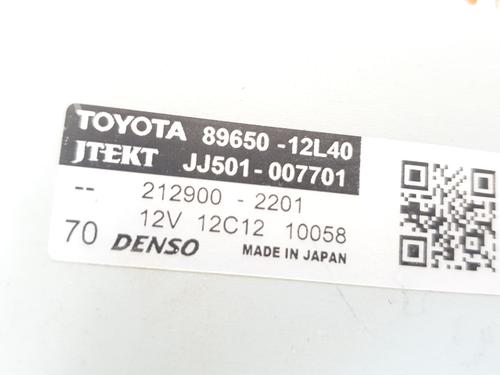 TOYOTA 89650-12L40
JTEKT JJ501-007701
-- 212900-2201
12V 12C12 10058
70 DENSO MADE IN JAPAN